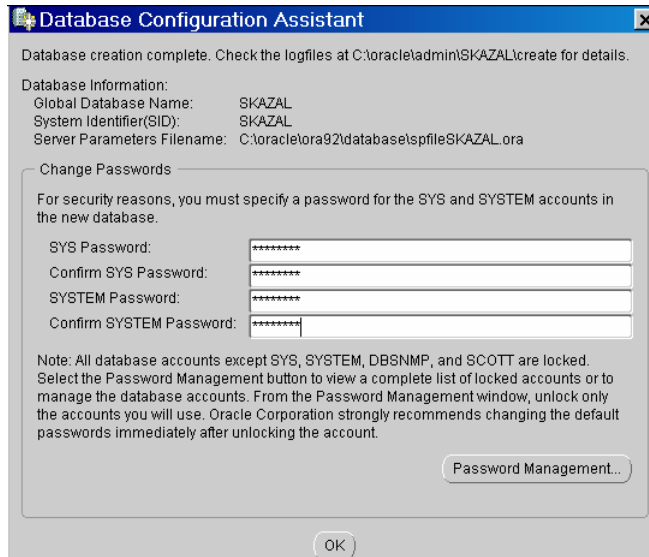 Database Configuration Assistant
Database creation complete. Check the logfiles at C:\oracle\admin\SKAZAL\create for details.
Database Information:
Global Database Name: SKAZAL
System Identifier(SID): SKAZAL
Server Parameters Filename: C:\oracle\ora92\database\spfileSKAZAL.ora
Change Passwords
For security reasons, you must specify a password for the SYS and SYSTEM accounts in
the new database.
SYS Password: ********
Confirm SYS Password: ********
SYSTEM Password: ********
Confirm SYSTEM Password: ********
Note: All database accounts except SYS, SYSTEM, DBSNMP, and SCOTT are locked.
Select the Password Management button to view a complete list of locked accounts or to
manage the database accounts. From the Password Management window, unlock only
the accounts you will use. Oracle Corporation strongly recommends changing the default
passwords immediately after unlocking the account.
Password Management...
OK